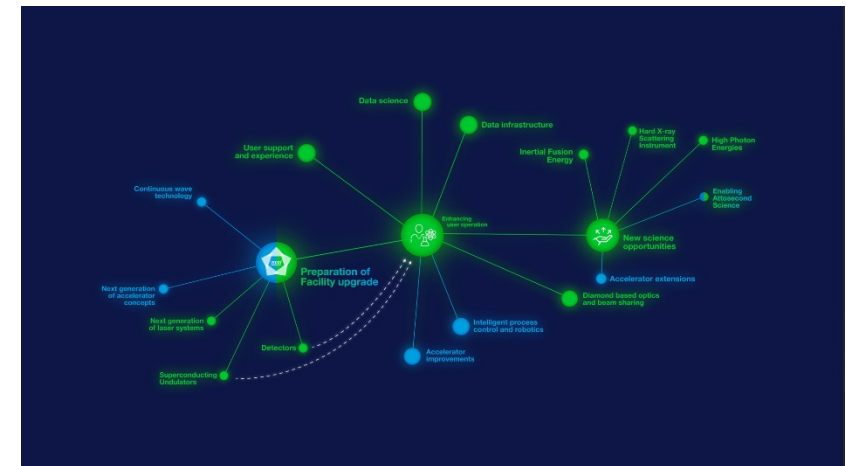 Data science
Data infrastructure
User support
and experience
Hard X-ray
Scattering
Instrument
High Photon
Energies
Inertial Fusion
Energy
Continuous wave
technology
Enabling
Attosecond
Science
Enhancing
user operation
New science
opportunities
Preparation of
Facility upgrade
Accelerator extensions
Next generation
of accelerator
concepts
Diamond based optics
and beam sharing
Next generation
of laser systems
Intelligent process
control and robotics
Detectors
Accelerator
improvements
Superconducting
Undulators